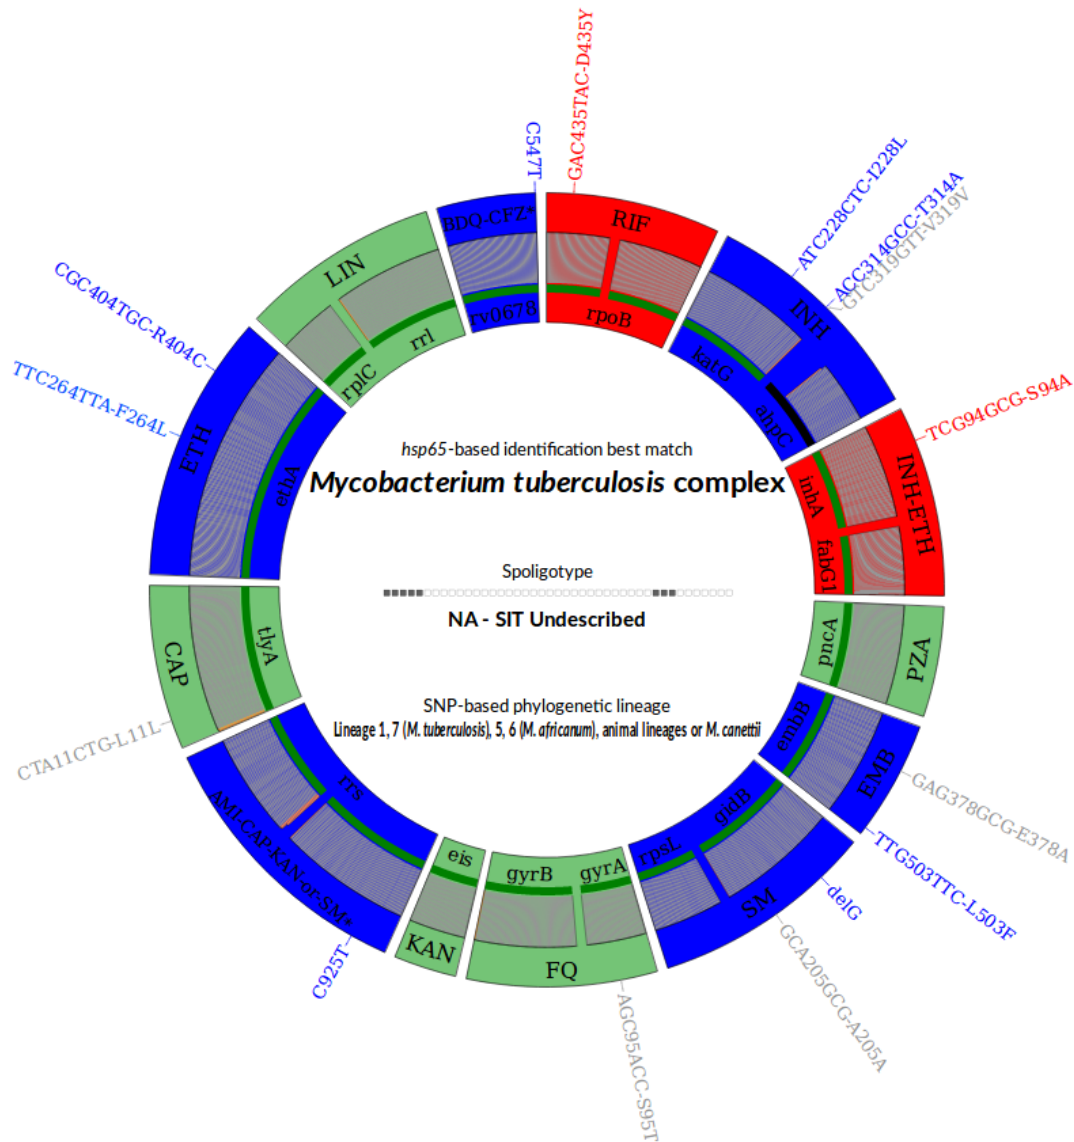 C547T
GAC435TAC-D435Y
ATC228CTC-I228L
ACC314GCC-T314A
GTC319GTT-V319V
TCG94GCG-S94A
GAG378GCG-E378A
TTG503TTC-L503F
delG
GCA205GCG-A205A
AGC95ACC-S95T
C925T
CTA11CTG-L11L
TTC264TTA-F264L
CGC404TGC-R404C
BDQ-CFZ*
rv0678
RIF
rpoB
INH
katG
ahpC
INH-ETH
inhA
fabG1
PZA
pncA
EMB
embB
SM
gidB
rpsL
FQ
gyrA
gyrB
KAN
eis
AMI-CAP-KAN-or-SM*
rrs
CAP
tlyA
ETH
ethA
LIN
rplC
rrl
hsp65-based identification best match
Mycobacterium tuberculosis complex
Spoligotype
NA - SIT Undescribed
SNP-based phylogenetic lineage
Lineage 1, 7 (M. tuberculosis), 5, 6 (M. africanum), animal lineages or M. canettii